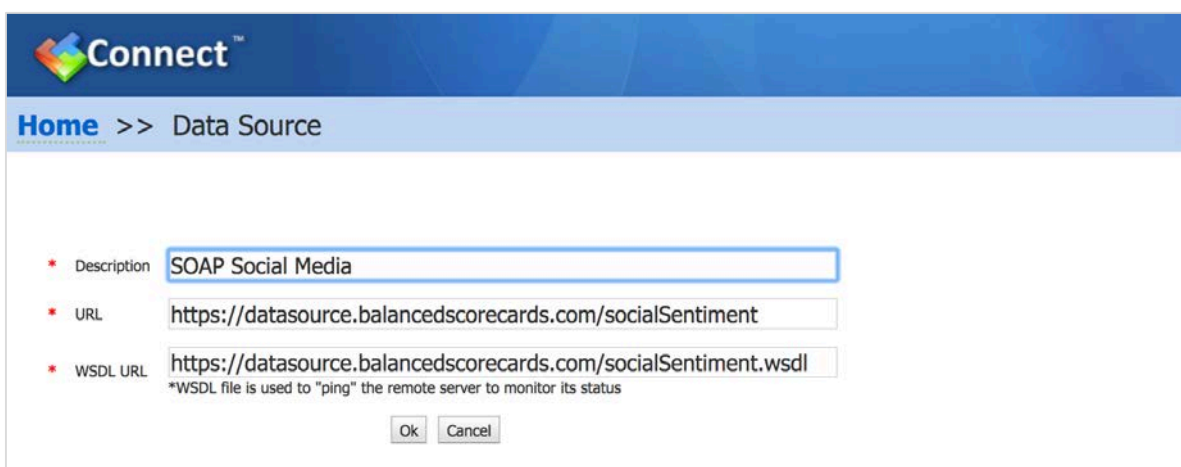 Connect™
Home >> Data Source
* Description SOAP Social Media
* URL https://datasource.balancedscorecards.com/socialSentiment
* WSDL URL https://datasource.balancedscorecards.com/socialSentiment.wsdl
*WSDL file is used to "ping" the remote server to monitor its status
Ok Cancel